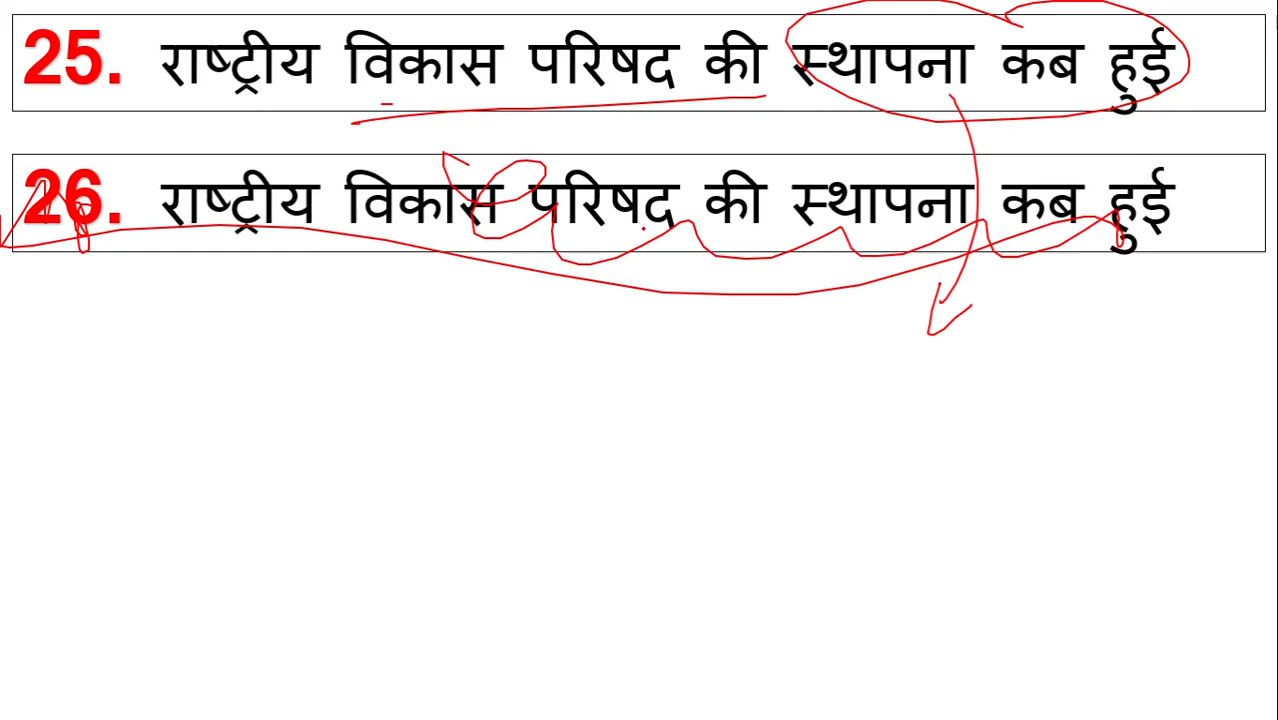 25. राष्ट्रीय विकास परिषद की स्थापना कब हुई
26. राष्ट्रीय विकास परिषद की स्थापना कब हुई